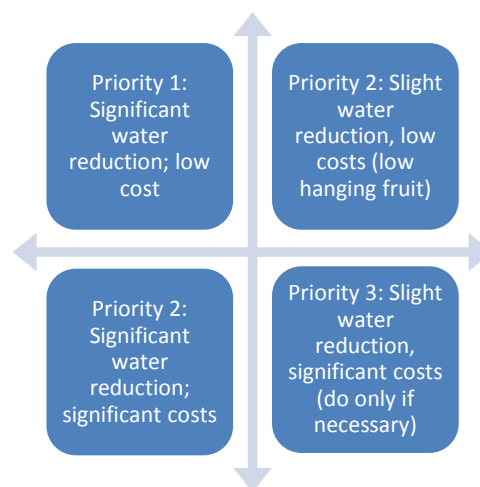 Priority 1:
Significant
water
reduction; low
cost
Priority 2: Slight
water
reduction, low
costs (low
hanging fruit)
Priority 2:
Significant
water
reduction;
significant costs
Priority 3: Slight
water
reduction,
significant costs
(do only if
necessary)